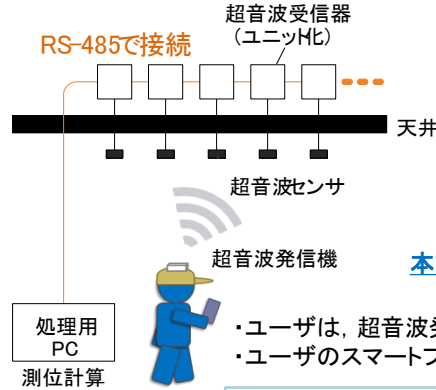 超音波受信器
(ユニット化)
RS-485で接続
天井
超音波センサ
超音波発信機
本
処理用
PC
測位計算
・ユーザは，超音波発
・ユーザのスマートフ